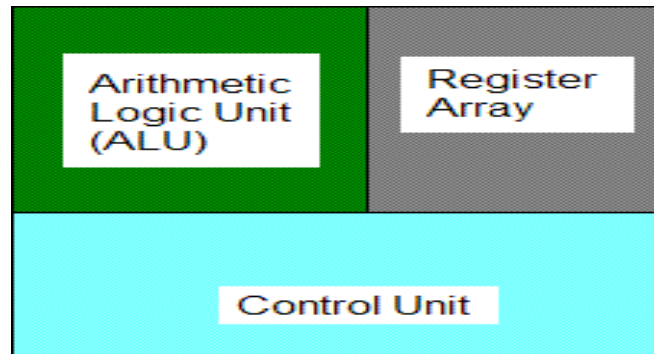 Arithmetic
Logic Unit
(ALU)
Register
Array
Control Unit